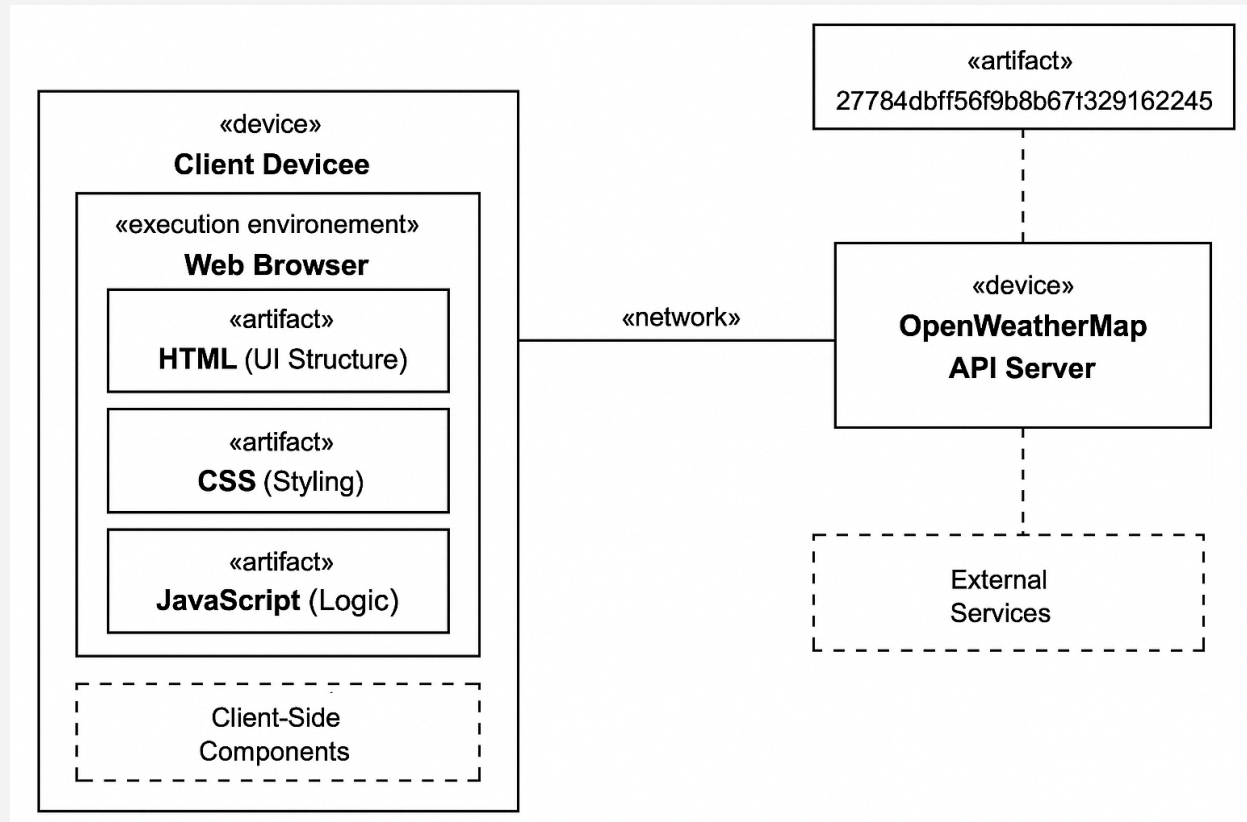 «device»
Client Devicee
«execution environement»
Web Browser
«artifact»
HTML (UI Structure)
«artifact»
CSS (Styling)
«artifact»
JavaScript (Logic)
Client-Side
Components
«network»
«artifact»
27784dbff56f9b8b67f329162245
«device»
OpenWeatherMap
API Server
External
Services